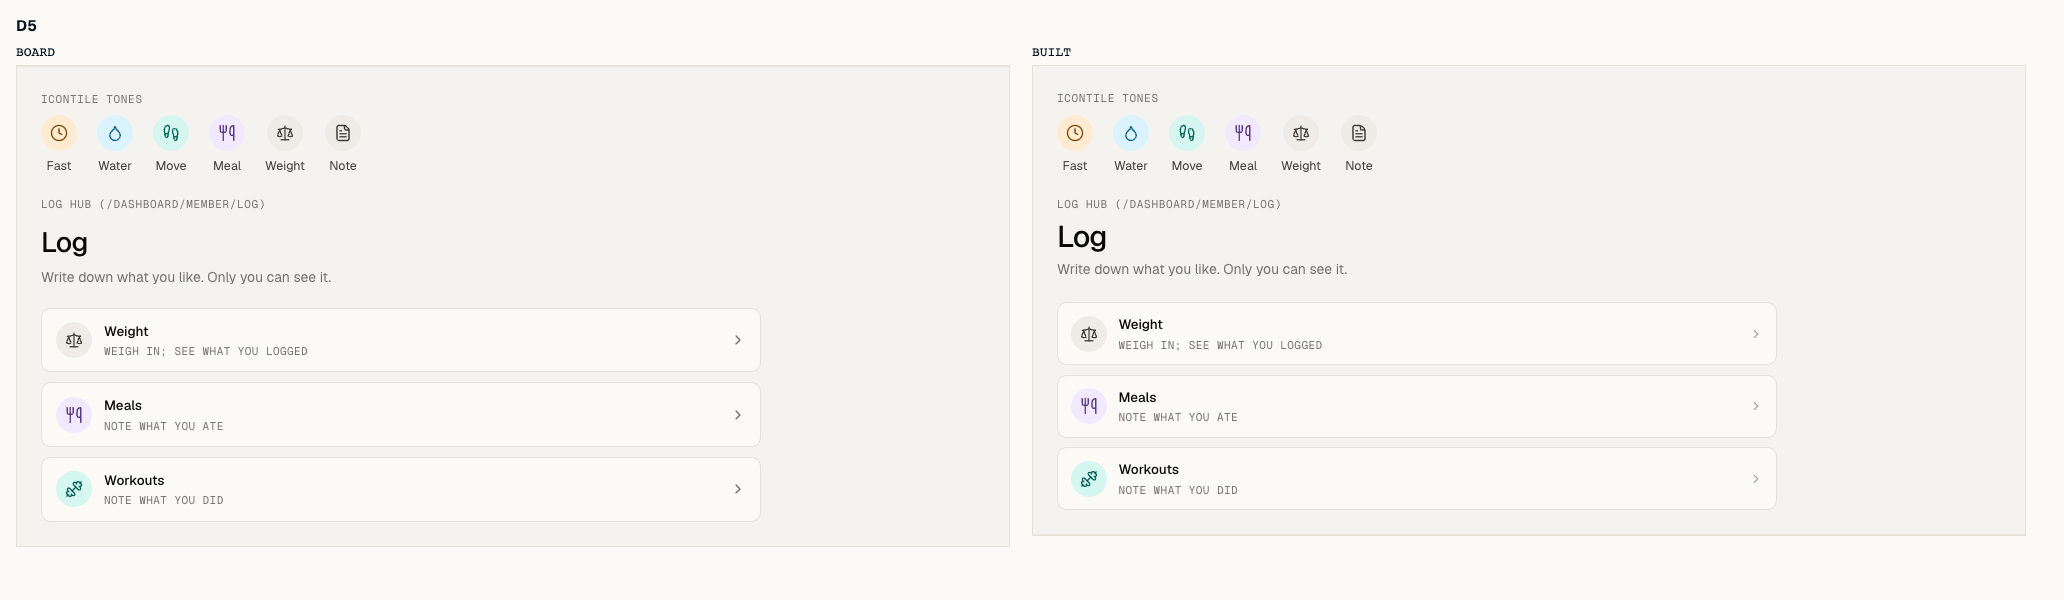 D5
BOARD
ICONTILE TONES
Fast Water Move Meal Weight Note
LOG HUB (/DASHBOARD/MEMBER/LOG)
Log
Write down what you like. Only you can see it.
Weight
WEIGH IN; SEE WHAT YOU LOGGED
Meals
NOTE WHAT YOU ATE
Workouts
NOTE WHAT YOU DID
BUILT
ICONTILE TONES
Fast Water Move Meal Weight Note
LOG HUB (/DASHBOARD/MEMBER/LOG)
Log
Write down what you like. Only you can see it.
Weight
WEIGH IN; SEE WHAT YOU LOGGED
Meals
NOTE WHAT YOU ATE
Workouts
NOTE WHAT YOU DID